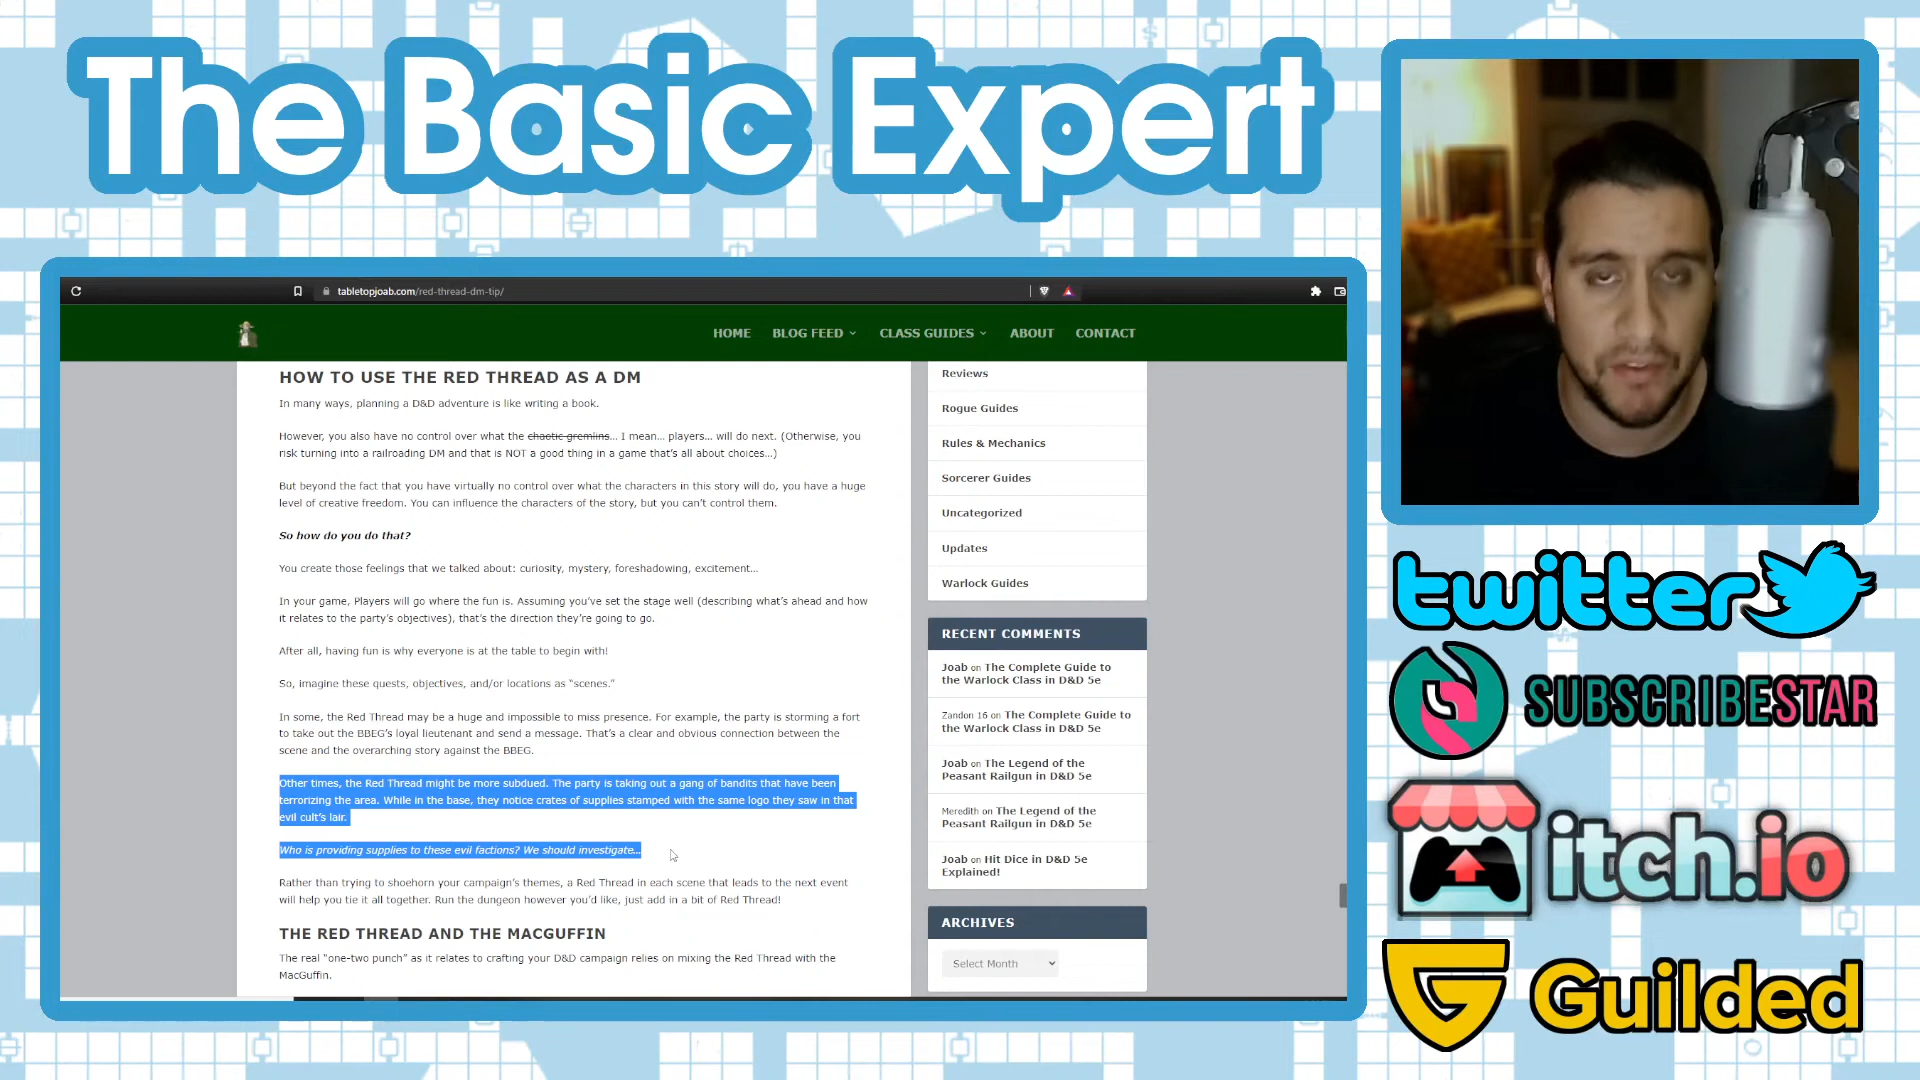 The Basic Expert
tabletopjoab.com/red-thread-dm-tip/
HOME BLOG FEED CLASS GUIDES ABOUT CONTACT
HOW TO USE THE RED THREAD AS A DM
In many ways, planning a D&D adventure is like writing a book.
However, you also have no control over what the chaotic gremlins... I mean... players... will do next. (Otherwise, you
risk turning into a railroading DM and that is NOT a good thing in a game that's all about choices...)
But beyond the fact that you have virtually no control over what the characters in this story will do, you have a huge
level of creative freedom. You can influence the characters of the story, but you can't control them.
So how do you do that?
You create those feelings that we talked about: curiosity, mystery, foreshadowing, excitement...
In your game, Players will go where the fun is. Assuming you've set the stage well (describing what's ahead and how
it relates to the party's objectives), that's the direction they're going to go.
After all, having fun is why everyone is at the table to begin with!
So, imagine these quests, objectives, and/or locations as “scenes.”
In some, the Red Thread may be a huge and impossible to miss presence. For example, the party is storming a fort
to take out the BBEG's loyal lieutenant and send a message. That's a clear and obvious connection between the
scene and the overarching story against the BBEG.
Other times, the Red Thread might be more subdued. The party is taking out a gang of bandits that have been
terrorizing the area. While in the base, they notice crates of supplies stamped with the same logo they saw in that
evil cult's lair.
Who is providing supplies to these evil factions? We should investigate...
Rather than trying to shoehorn your campaign's themes, a Red Thread in each scene that leads to the next event
will help you tie it all together. Run the dungeon however you'd like, just add in a bit of Red Thread!
THE RED THREAD AND THE MACGUFFIN
The real “one-two punch” as it relates to crafting your D&D campaign relies on mixing the Red Thread with the
MacGuffin.
Reviews
Rogue Guides
Rules & Mechanics
Sorcerer Guides
Uncategorized
Updates
Warlock Guides
RECENT COMMENTS
Joab on The Complete Guide to
the Warlock Class in D&D 5e
Zandon 16 on The Complete Guide to
the Warlock Class in D&D 5e
Joab on The Legend of the
Peasant Railgun in D&D 5e
Meredith on The Legend of the
Peasant Railgun in D&D 5e
Joab on Hit Dice in D&D 5e
Explained!
ARCHIVES
Select Month
twitter
SUBSCRIBESTAR
itch.io
Guilded